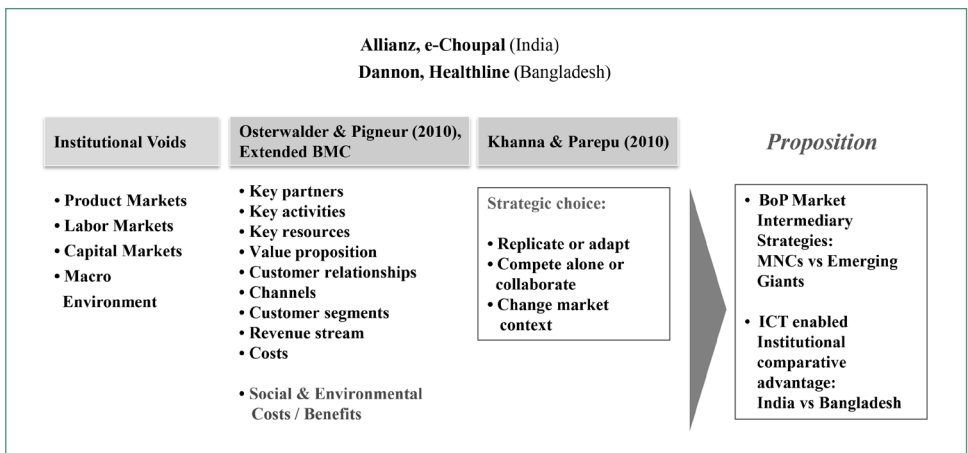 Allianz, e-Choupal (India)
Dannon, Healthline (Bangladesh)
Institutional Voids
• Product Markets
• Labor Markets
• Capital Markets
• Macro
Environment
Osterwalder & Pigneur (2010),
Extended BMC
• Key partners
• Key activities
• Key resources
• Value proposition
• Customer relationships
• Channels
• Customer segments
• Revenue stream
• Costs
• Social & Environmental
Costs / Benefits
Khanna & Parepu (2010)
Strategic choice:
• Replicate or adapt
• Compete alone or
collaborate
• Change market
context
Proposition
• BoP Market
Intermediary
Strategies:
MNCs vs Emerging
Giants
• ICT enabled
Institutional
comparative
advantage:
India vs Bangladesh